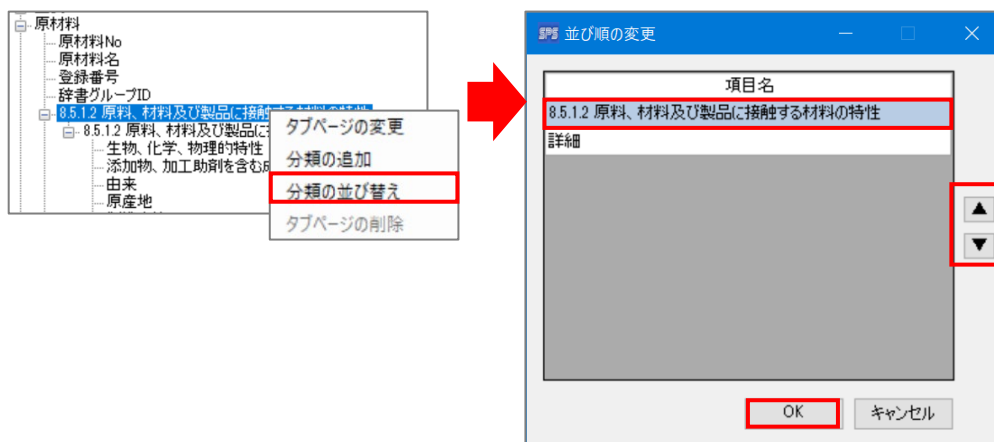 原材料
原材料No
原材料名
登録番号
辞書グループID
8.5.1.2 原料、材料及び製品に接触する材料の特性
8.5.1.2 原料、材料及び製品に
生物、化学、物理的特性
添加物、加工助剤を含む
由来
原産地
タブページの変更
分類の追加
分類の並び替え
タブページの削除
SPS 並び順の変更
項目名
8.5.1.2 原料、材料及び製品に接触する材料の特性
詳細
▲
▼
OK
キャンセル